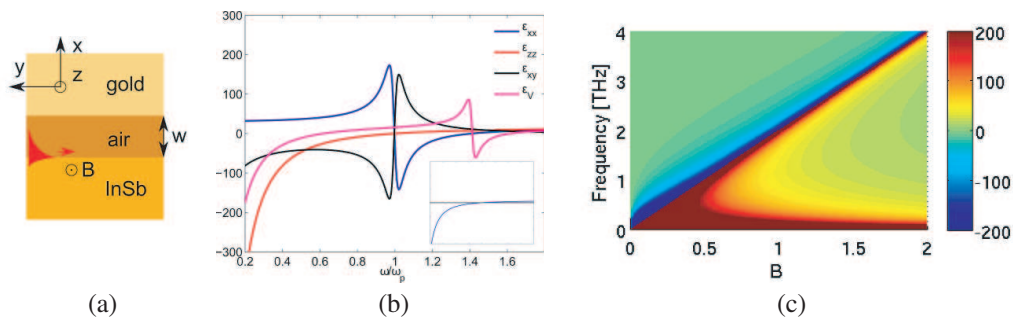 x
y
z
gold
air
w
B
InSb
(a)
300
200
100
0
−100
−200
−300
0.2 0.4 0.6 0.8 1 1.2 1.4 1.6
ω/ωp
εxx
εzz
εxy
εV
(b)
Frequency [THz]
4
3
2
1
0
0 0.5 1 1.5 2
B
200
100
0
-100
-200
(c)